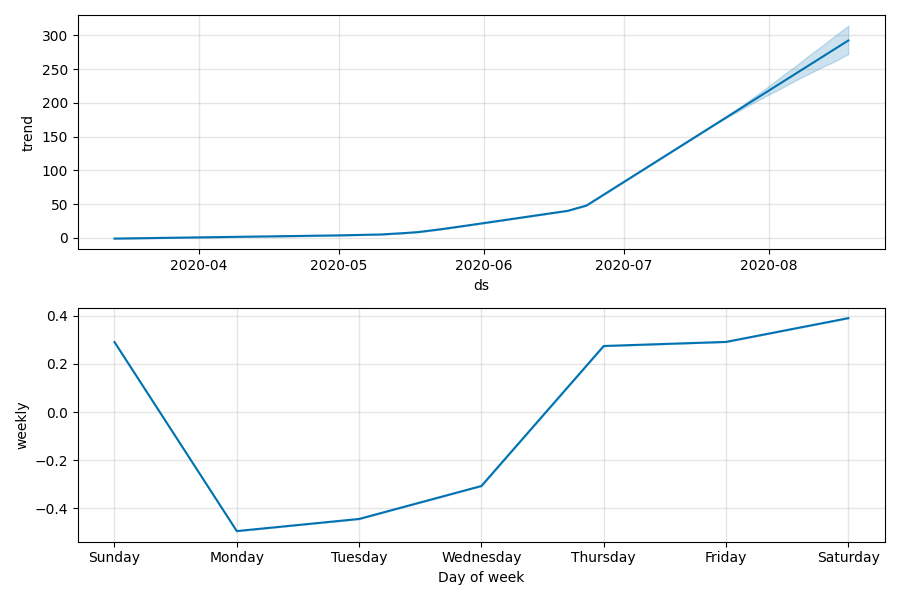 300
250
200
150
100
50
0
trend
2020-04 2020-05 2020-06 2020-07 2020-08
ds
0.4
0.2
0.0
−0.2
−0.4
weekly
Sunday Monday Tuesday Wednesday Thursday Friday Saturday
Day of week